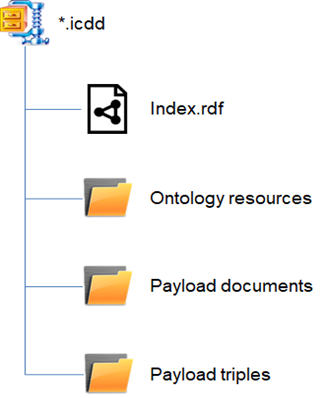 *.icdd
Index.rdf
Ontology resources
Payload documents
Payload triples